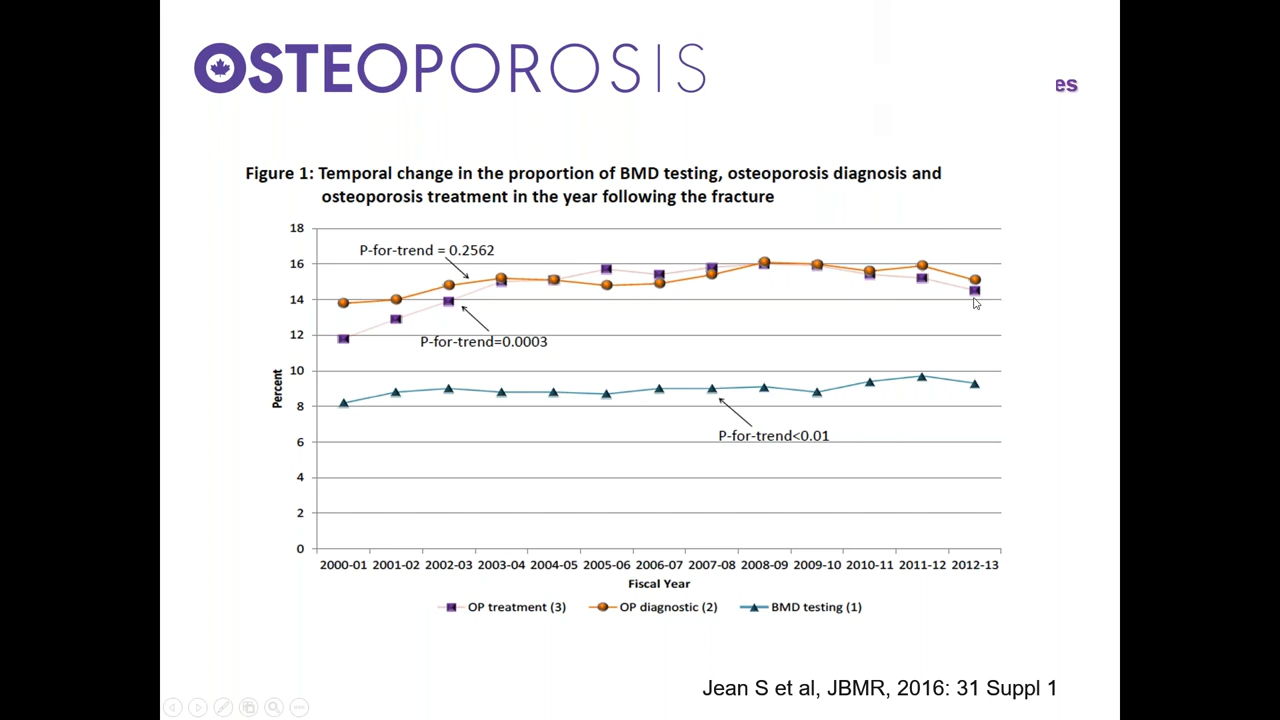 OSTEOPOROSIS
es
Figure 1: Temporal change in the proportion of BMD testing, osteoporosis diagnosis and
osteoporosis treatment in the year following the fracture
18
16
14
12
10
8
6
4
2
0
Percent
P-for-trend = 0.2562
P-for-trend=0.0003
P-for-trend<0.01
2000-01 2001-02 2002-03 2003-04 2004-05 2005-06 2006-07 2007-08 2008-09 2009-10 2010-11 2011-12 2012-13
Fiscal Year
OP treatment (3) OP diagnostic (2) BMD testing (1)
Jean S et al, JBMR, 2016: 31 Suppl 1